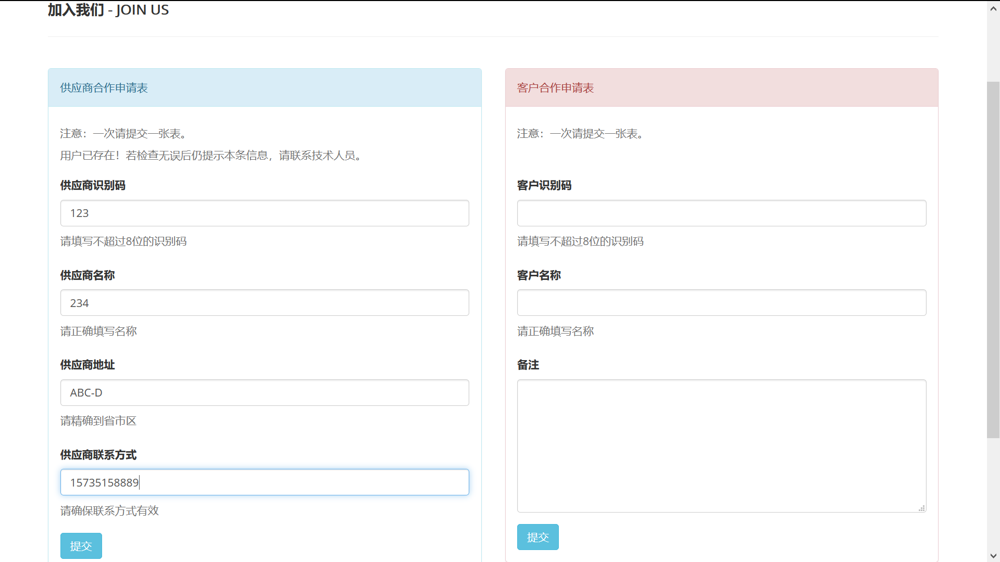 加入我们 - JOIN US
供应商合作申请表
注意：一次请提交一张表。
用户已存在！若检查无误后仍提示本条信息，请联系技术人员。
供应商识别码
123
请填写不超过8位的识别码
供应商名称
234
请正确填写名称
供应商地址
ABC-D
请精确到省市区
供应商联系方式
15735158889
请确保联系方式有效
提交
客户合作申请表
注意：一次请提交一张表。
客户识别码
请填写不超过8位的识别码
客户名称
请正确填写名称
备注
提交